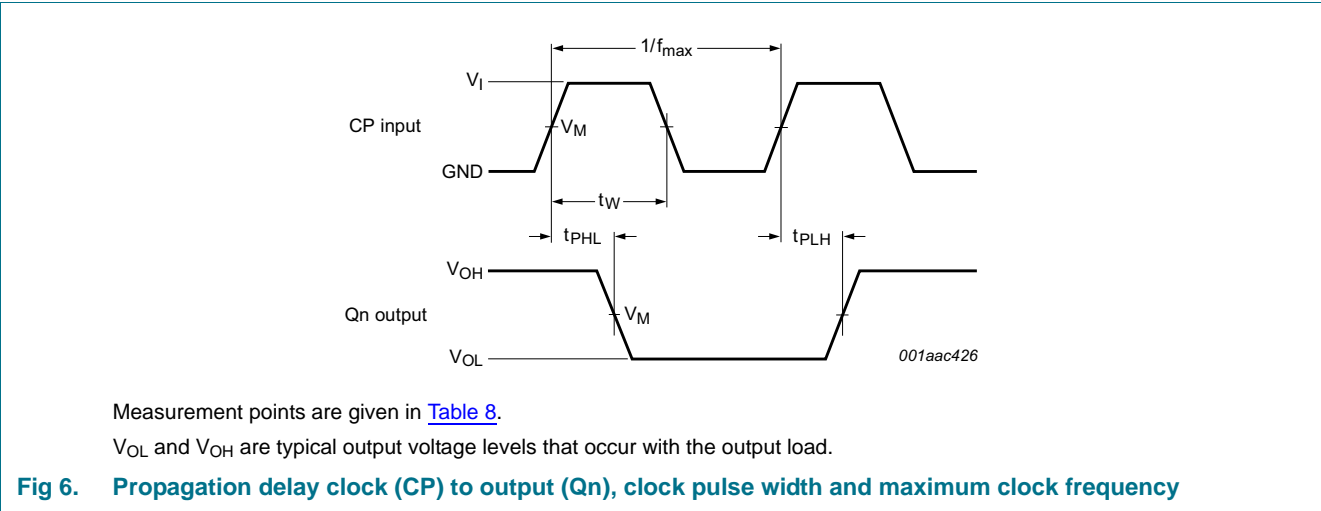 1/fmax
VI
CP input
VM
GND
tW
tPHL
tPLH
VOH
Qn output
VM
VOL
001aac426
Measurement points are given in Table 8.
VOL and VOH are typical output voltage levels that occur with the output load.
Fig 6. Propagation delay clock (CP) to output (Qn), clock pulse width and maximum clock frequency